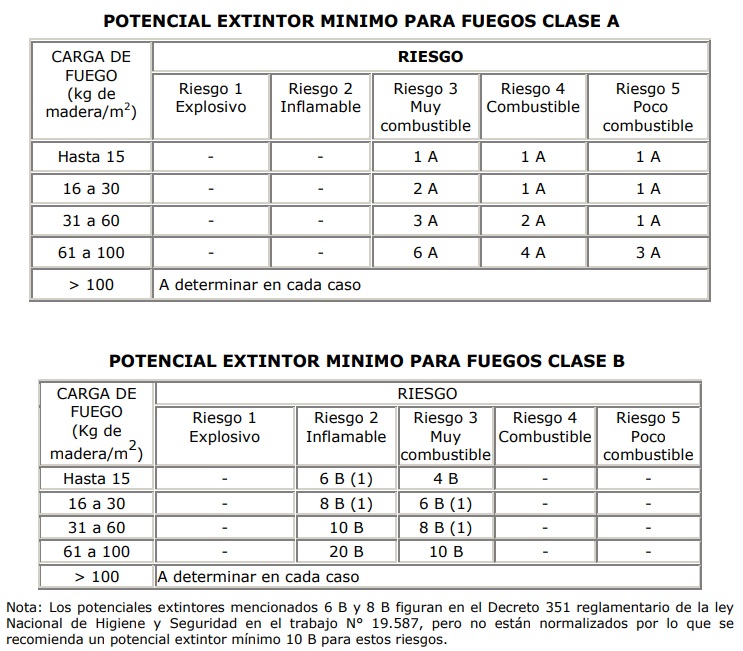 POTENCIAL EXTINTOR MINIMO PARA FUEGOS CLASE A
CARGA DE FUEGO (kg de madera/m²) RIESGO
Riesgo 1 Explosivo Riesgo 2 Inflamable Riesgo 3 Muy combustible Riesgo 4 Combustible Riesgo 5 Poco combustible
Hasta 15 - - 1 A 1 A 1 A
16 a 30 - - 2 A 1 A 1 A
31 a 60 - - 3 A 2 A 1 A
61 a 100 - - 6 A 4 A 3 A
> 100 A determinar en cada caso
POTENCIAL EXTINTOR MINIMO PARA FUEGOS CLASE B
CARGA DE FUEGO (Kg de madera/m²) RIESGO
Riesgo 1 Explosivo Riesgo 2 Inflamable Riesgo 3 Muy combustible Riesgo 4 Combustible Riesgo 5 Poco combustible
Hasta 15 - 6 B (1) 4 B - -
16 a 30 - 8 B (1) 6 B (1) - -
31 a 60 - 10 B 8 B (1) - -
61 a 100 - 20 B 10 B - -
> 100 A determinar en cada caso
Nota: Los potenciales extintores mencionados 6 B y 8 B figuran en el Decreto 351 reglamentario de la ley
Nacional de Higiene y Seguridad en el trabajo N° 19.587, pero no están normalizados por lo que se
recomienda un potencial extintor mínimo 10 B para estos riesgos.